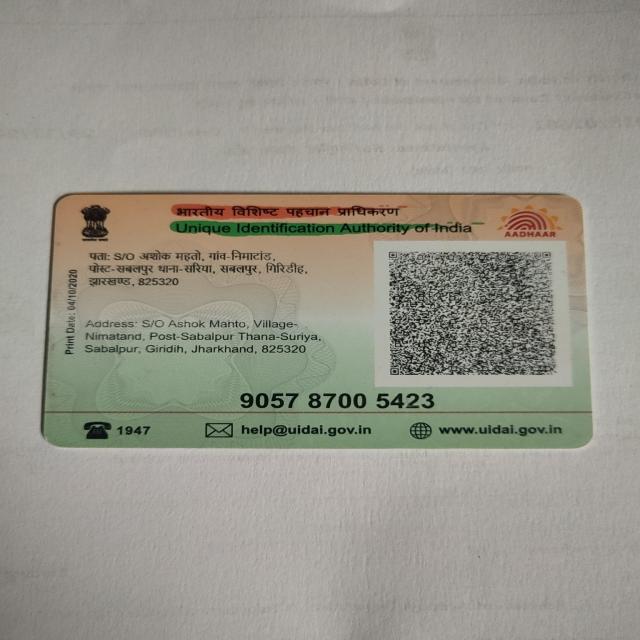 भारतीय विशिष्ट पहचान प्राधिकरण
Unique Identification Authority of India
AADHAAR
पता: S/O अशोक महतो, गांव-निमाटांड,
पोस्ट-सबलपुर थाना-सरिया, सबलपुर, गिरिडीह,
झारखण्ड, 825320
Print Date: 04/10/2020
Address: S/O Ashok Mahto, Village-
Nimatand, Post-Sabalpur Thana-Suriya,
Sabalpur, Giridih, Jharkhand, 825320
9057 8700 5423
1947
help@uidai.gov.in
www.uidai.gov.in